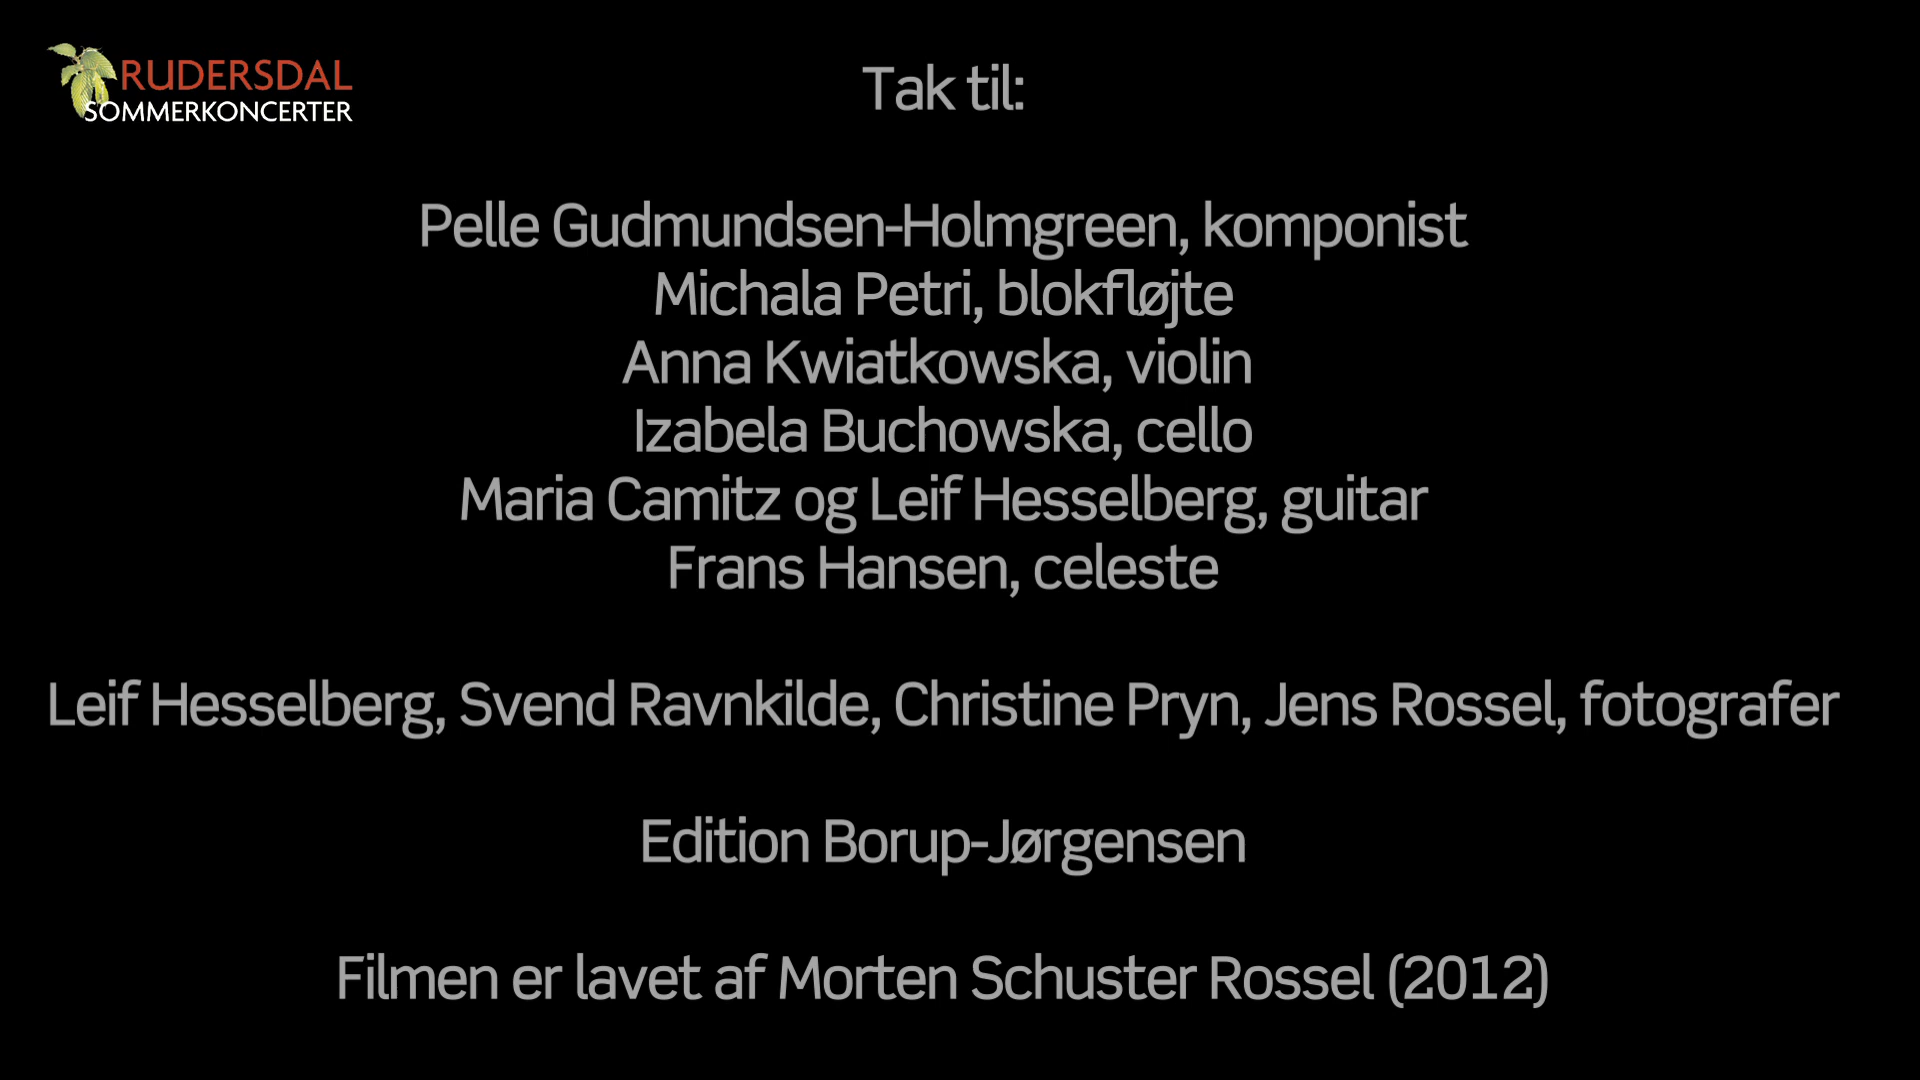 RUDERSDAL
SOMMERKONCERTER
Tak til:
Pelle Gudmundsen-Holmgreen, komponist
Michala Petri, blokfløjte
Anna Kwiatkowska, violin
Izabela Buchowska, cello
Maria Camitz og Leif Hesselberg, guitar
Frans Hansen, celeste
Leif Hesselberg, Svend Ravnkilde, Christine Pryn, Jens Rossel, fotografer
Edition Borup-Jørgensen
Filmen er lavet af Morten Schuster Rossel (2012)